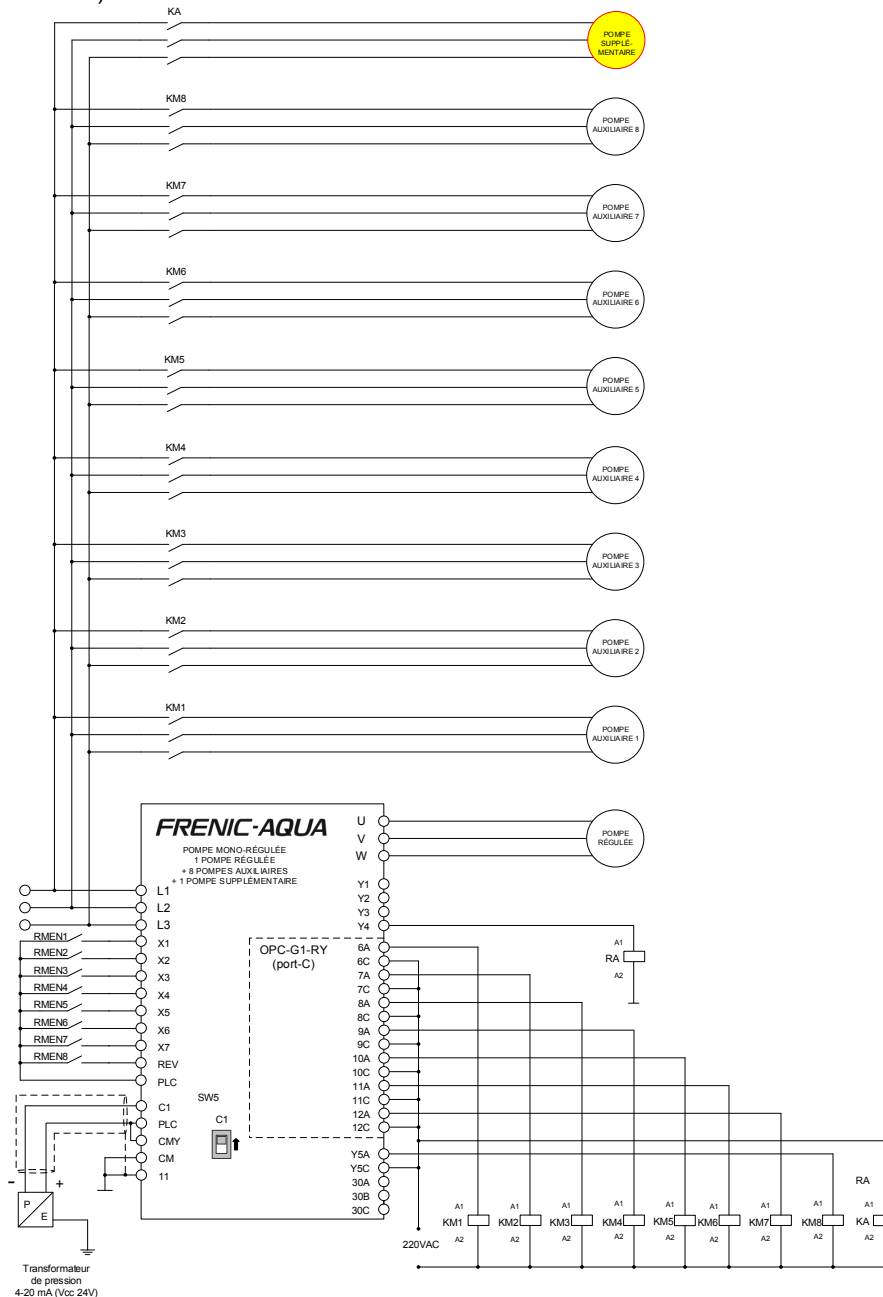 KA
POMPE
SUPPLÉ-
MENTAIRE
KM8
POMPE
AUXILIAIRE 8
KM7
POMPE
AUXILIAIRE 7
KM6
POMPE
AUXILIAIRE 6
KM5
POMPE
AUXILIAIRE 5
KM4
POMPE
AUXILIAIRE 4
KM3
POMPE
AUXILIAIRE 3
KM2
POMPE
AUXILIAIRE 2
KM1
POMPE
AUXILIAIRE 1
FRENIC-AQUA
POMPE MONO-RÉGULÉE
1 POMPE RÉGULÉE
+ 8 POMPES AUXILIAIRES
+ 1 POMPE SUPPLÉMENTAIRE
U
V
W
POMPE
RÉGULÉE
L1
L2
L3
RMEN1
X1
RMEN2
X2
RMEN3
X3
RMEN4
X4
RMEN5
X5
RMEN6
X6
RMEN7
X7
RMEN8
REV
PLC
C1
PLC
CMY
CM
11
SW5
C1
OPC-G1-RY
(port-C)
Y1
Y2
Y3
Y4
6A
6C
7A
7C
8A
8C
9A
9C
10A
10C
11A
11C
12A
12C
Y5A
Y5C
30A
30B
30C
A1
RA
A2
- +
P
E
Transformateur
de pression
4-20 mA (Vcc 24V)
220VAC
A1
KM1
A2
A1
KM2
A2
A1
KM3
A2
A1
KM4
A2
A1
KM5
A2
A1
KM6
A2
A1
KM7
A2
A1
KM8
A2
RA
A1
KA
A2